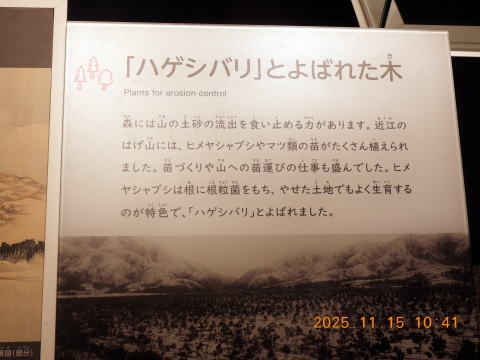 「ハゲシバリ」とよばれた木
Plants for erosion control
森には山の土砂の流出を食い止める力があります。近江の
はげ山には、ヒメヤシャブシやマツ類の苗がたくさん植えられ
ました。苗づくりや山への苗運びの仕事も盛んでした。ヒメ
ヤシャブシは根に根粒菌をもち、やせた土地でもよく生育する
のが特色で、「ハゲシバリ」とよばれました。
図(部分)
2025.11.15 10:41